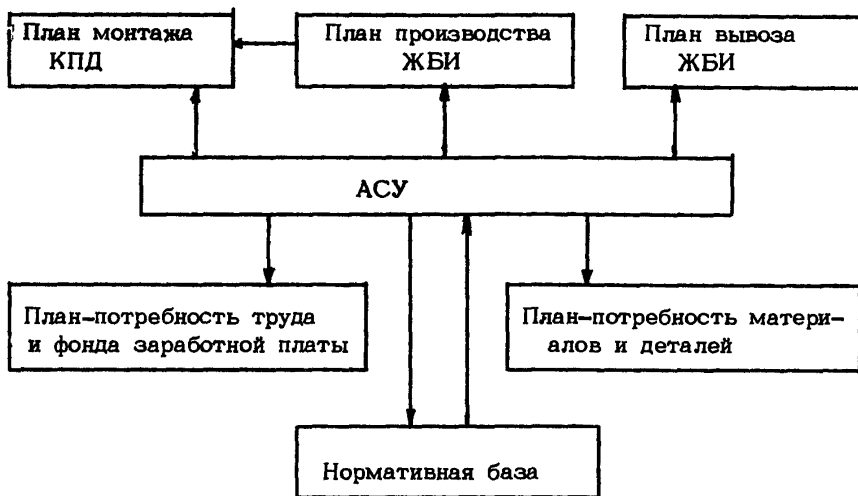 План монтажа
КПД
План производства
ЖБИ
План вывоза
ЖБИ
АСУ
План-потребность труда
и фонда заработной платы
План-потребность матери-
алов и деталей
Нормативная база